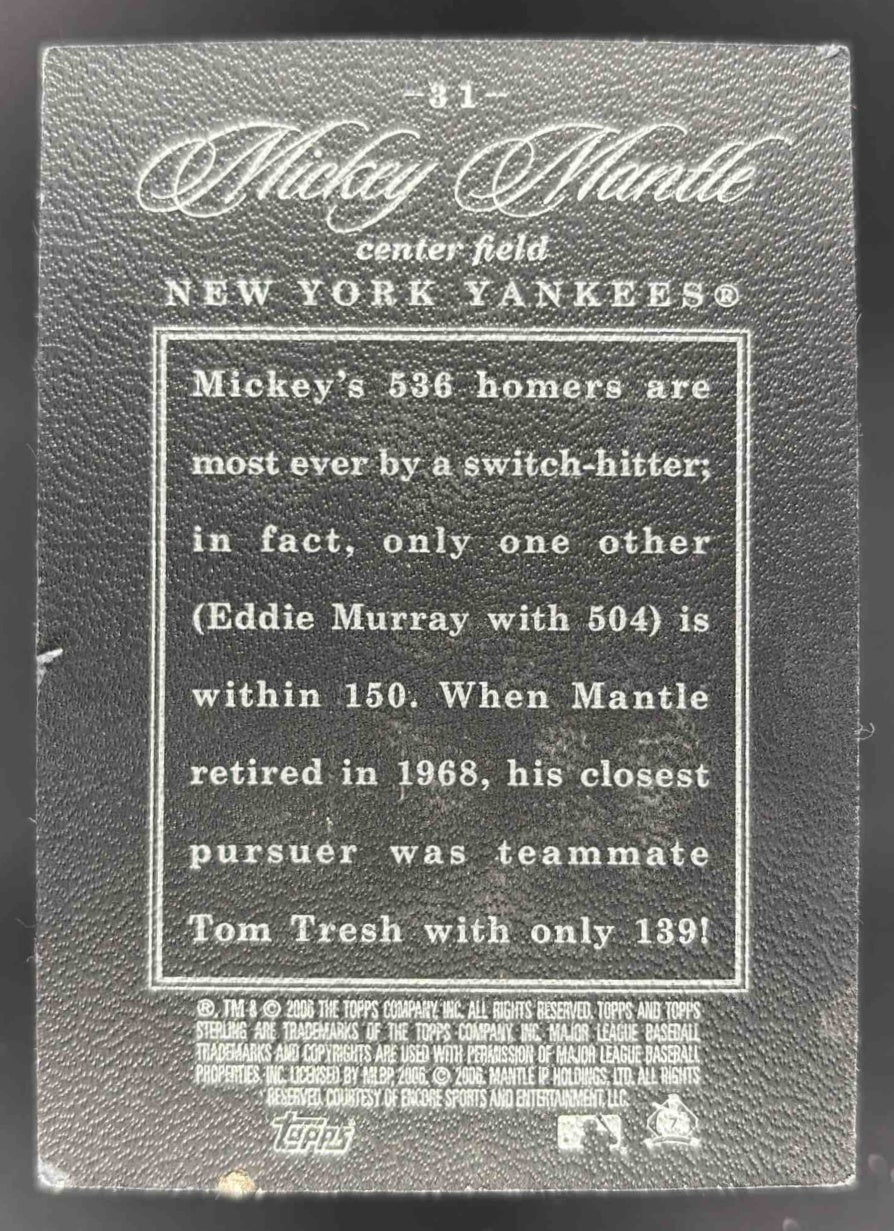 -31-
Mickey Mantle
center field
NEW YORK YANKEES®
Mickey's 536 homers are
most ever by a switch-hitter;
in fact, only one other
(Eddie Murray with 504) is
within 150. When Mantle
retired in 1968, his closest
pursuer was teammate
Tom Tresh with only 139!
®, TM & © 2006 THE TOPPS COMPANY, INC. ALL RIGHTS RESERVED. TOPPS AND TOPPS
STERLING ARE TRADEMARKS OF THE TOPPS COMPANY, INC. MAJOR LEAGUE BASEBALL
TRADEMARKS AND COPYRIGHTS ARE USED WITH PERMISSION OF MAJOR LEAGUE BASEBALL
PROPERTIES, INC. LICENSED BY MLBP, 2006. © 2006. MANTLE IP HOLDINGS, LTD. ALL RIGHTS
RESERVED. COURTESY OF ENCORE SPORTS AND ENTERTAINMENT, LLC.
topps 7